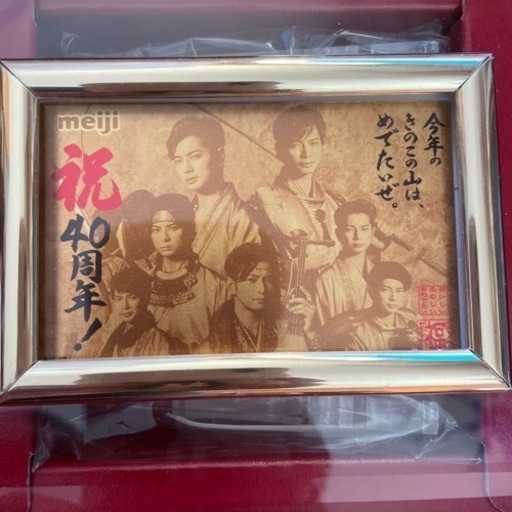 meiji
祝
40周年!
今年の
きのこの山は、
めでたいぜ。